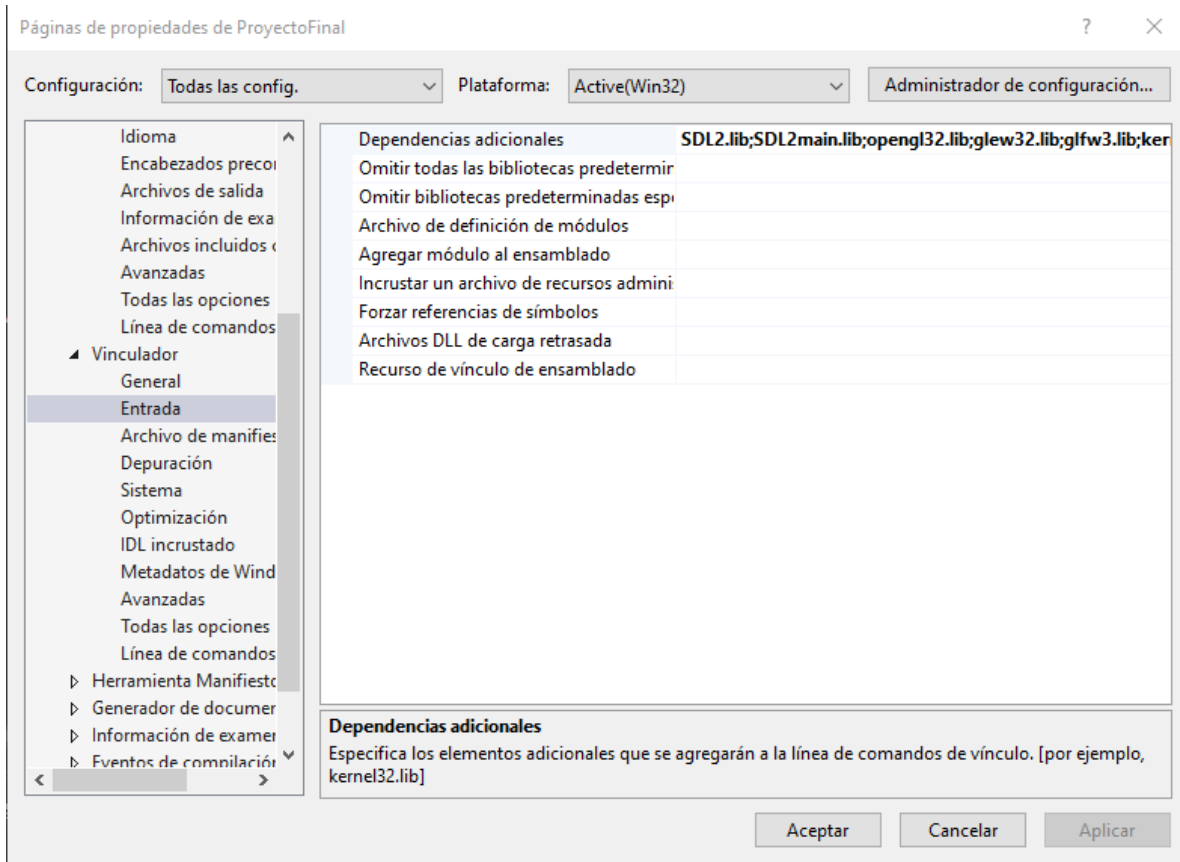 Páginas de propiedades de ProyectoFinal
? ×
Configuración: Todas las config. Plataforma: Active(Win32) Administrador de configuración...
Idioma
Encabezados precor
Archivos de salida
Información de exa
Archivos incluidos
Avanzadas
Todas las opciones
Línea de comandos
Vinculador
General
Entrada
Archivo de manifies
Depuración
Sistema
Optimización
IDL incrustado
Metadatos de Wind
Avanzadas
Todas las opciones
Línea de comandos
Herramienta Manifiesto
Generador de documer
Información de examer
Eventos de compilaciór
Dependencias adicionales SDL2.lib;SDL2main.lib;opengl32.lib;glew32.lib;glfw3.lib;ker
Omitir todas las bibliotecas predetermin
Omitir bibliotecas predeterminadas espe
Archivo de definición de módulos
Agregar módulo al ensamblado
Incrustar un archivo de recursos adminis
Forzar referencias de símbolos
Archivos DLL de carga retrasada
Recurso de vínculo de ensamblado
Dependencias adicionales
Especifica los elementos adicionales que se agregarán a la línea de comandos de vínculo. [por ejemplo,
kernel32.lib]
Aceptar Cancelar Aplicar